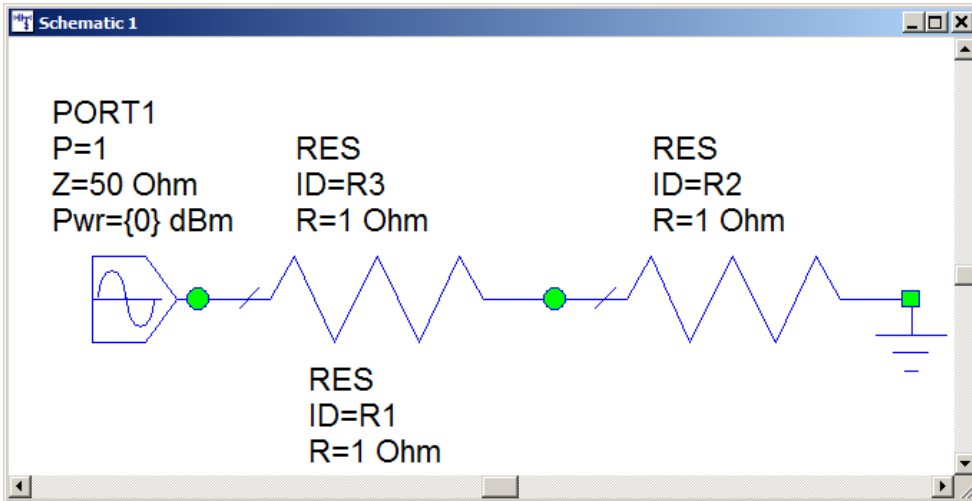 Schematic 1
PORT1
P=1
Z=50 Ohm
Pwr={0} dBm
RES
ID=R3
R=1 Ohm
RES
ID=R2
R=1 Ohm
RES
ID=R1
R=1 Ohm